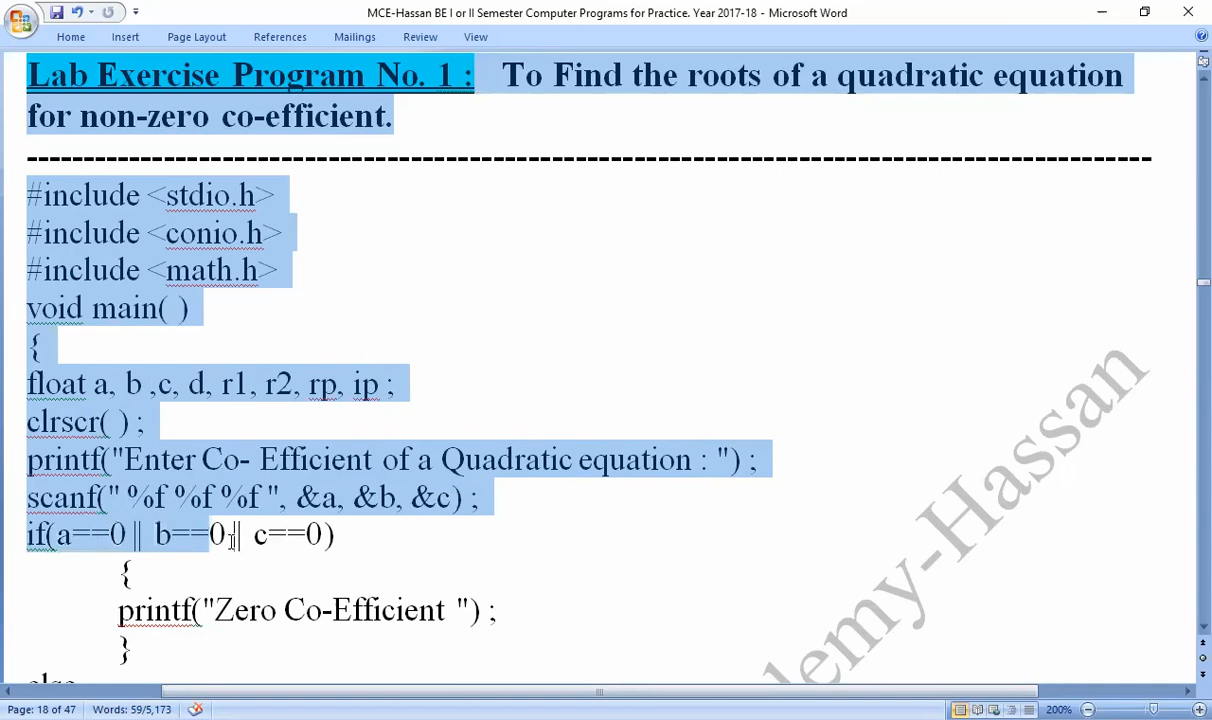 MCE-Hassan BE I or II Semester Computer Programs for Practice. Year 2017-18 - Microsoft Word
Home Insert Page Layout References Mailings Review View
Lab Exercise Program No. 1 : To Find the roots of a quadratic equation
for non-zero co-efficient.
----------------------------------------------------------------------------------------------------
#include <stdio.h>
#include <conio.h>
#include <math.h>
void main( )
{
float a, b ,c, d, r1, r2, rp, ip ;
clrscr( ) ;
printf("Enter Co- Efficient of a Quadratic equation : ") ;
scanf(" %f %f %f ", &a, &b, &c) ;
if(a==0 || b==0 || c==0)
{
printf("Zero Co-Efficient ") ;
}
else
demy-Hassan
Page: 18 of 47 Words: 59/5,173 200%